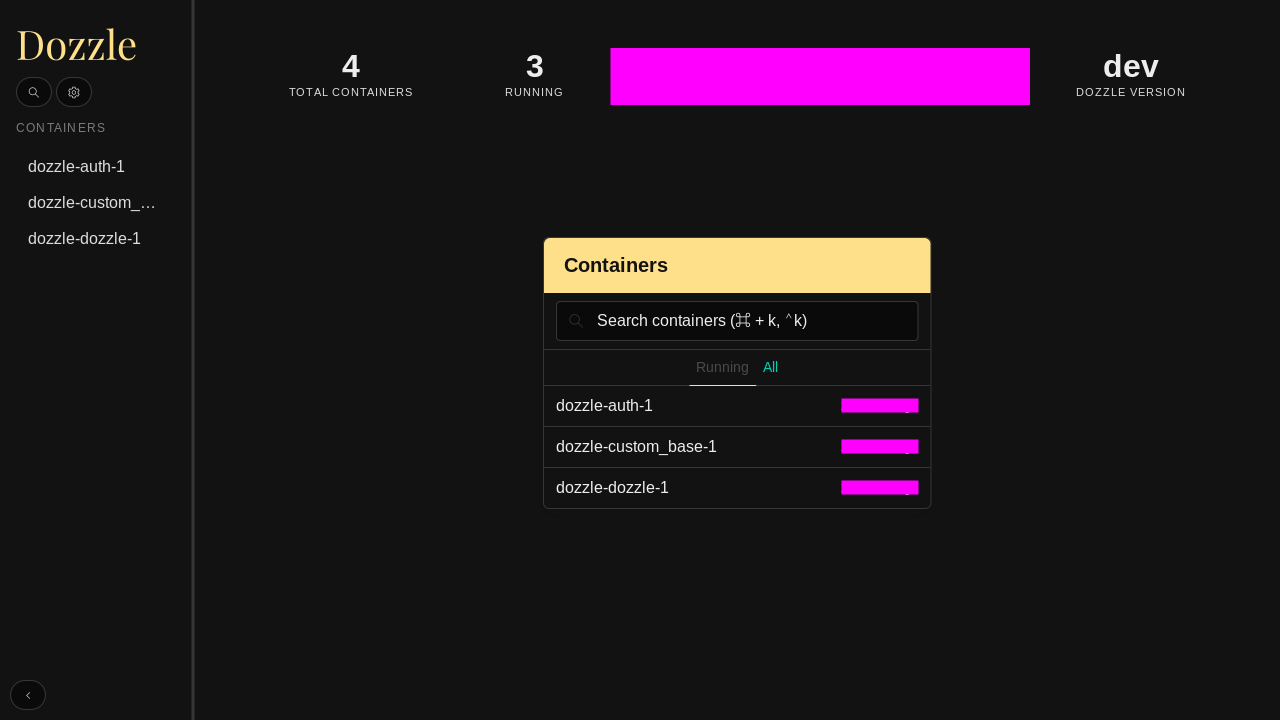 Dozzle
CONTAINERS
dozzle-auth-1
dozzle-custom_…
dozzle-dozzle-1
4
TOTAL CONTAINERS
3
RUNNING
dev
DOZZLE VERSION
Containers
Search containers (⌘ + k, ⌃k)
Running All
dozzle-auth-1
dozzle-custom_base-1
dozzle-dozzle-1